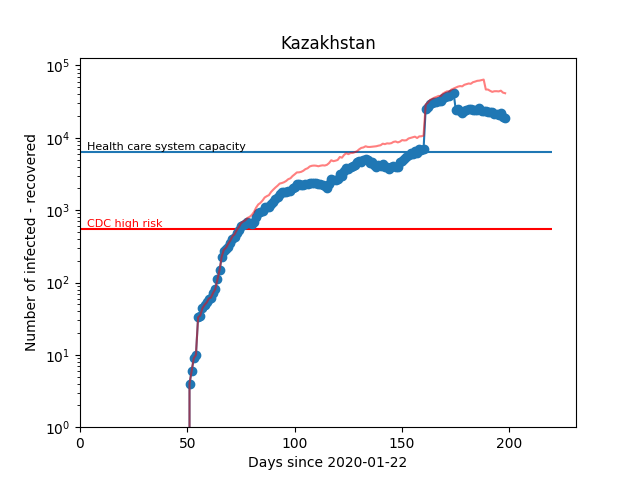 Kazakhstan
Number of infected - recovered
10^5
10^4
10^3
10^2
10^1
10^0
Health care system capacity
CDC high risk
0
50
100
150
200
Days since 2020-01-22